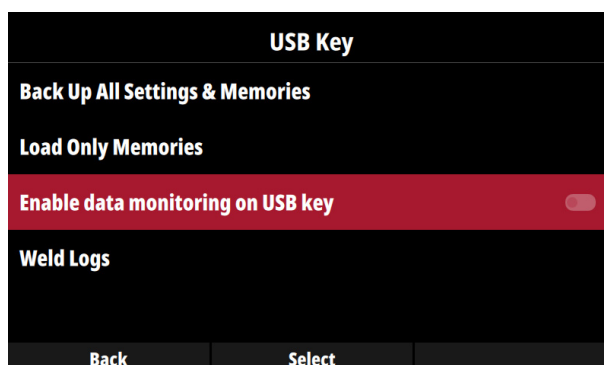 USB Key
Back Up All Settings & Memories
Load Only Memories
Enable data monitoring on USB key
Weld Logs
Back
Select